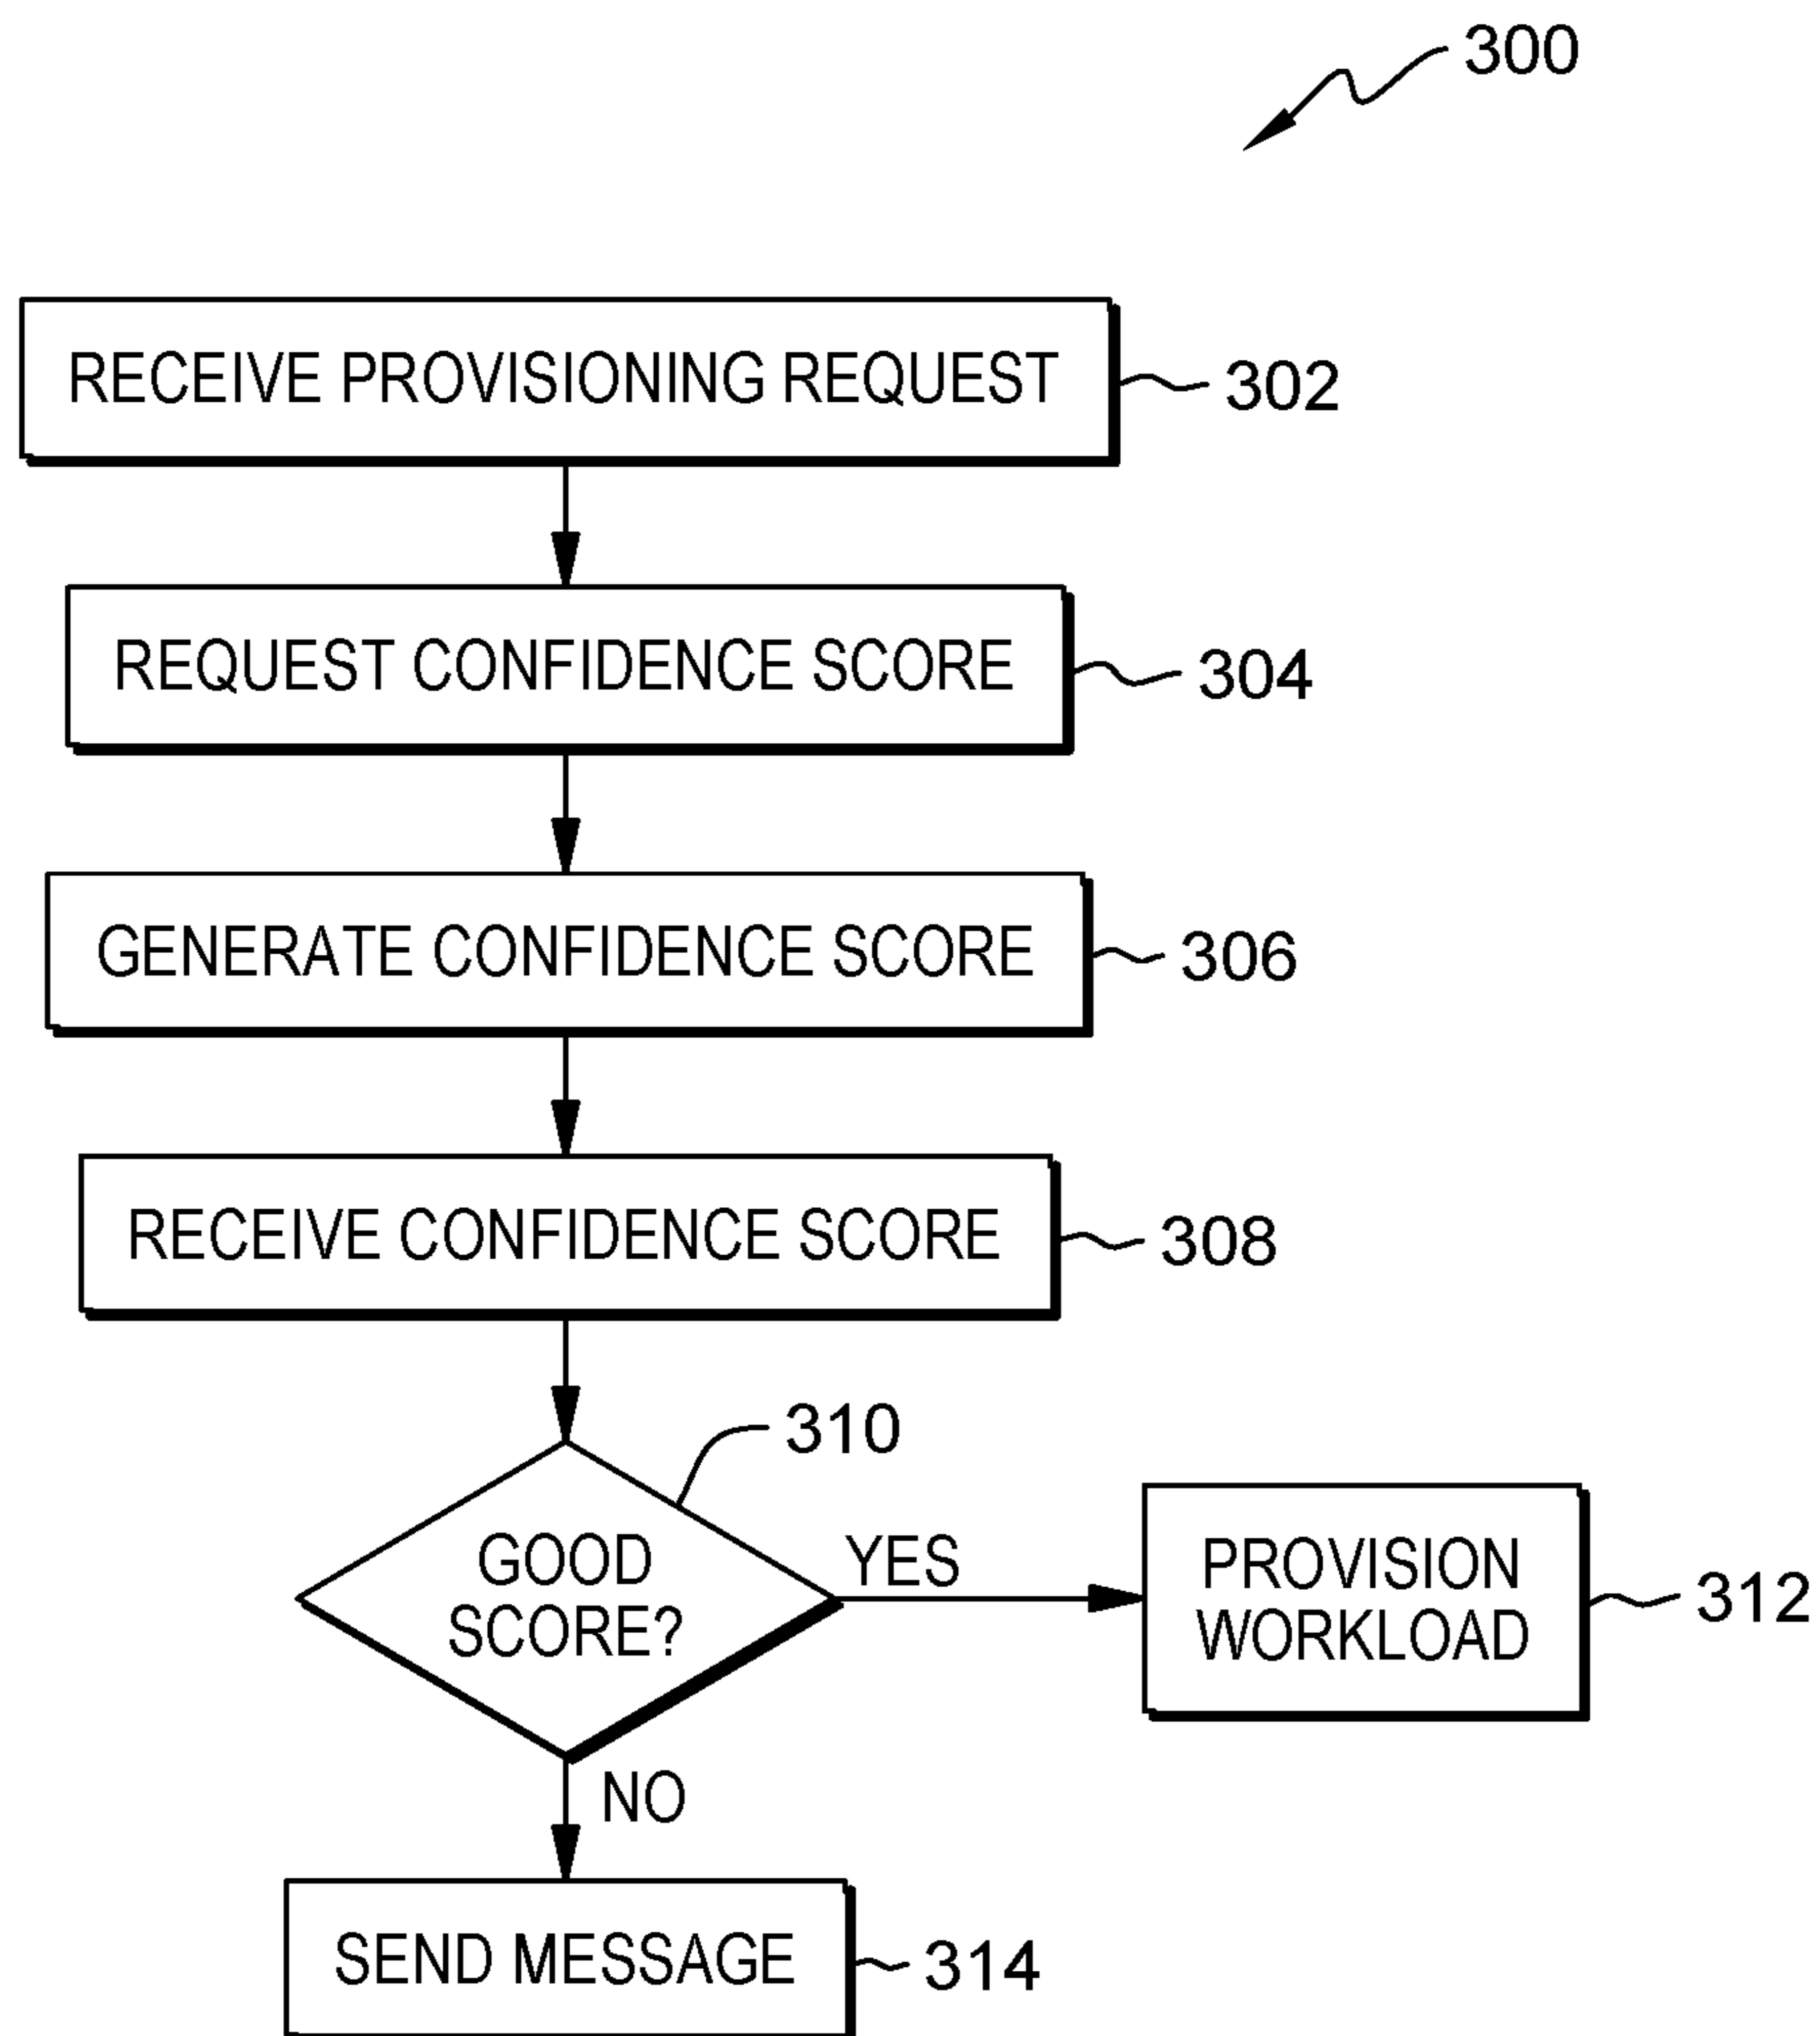 300
RECEIVE PROVISIONING REQUEST
302
REQUEST CONFIDENCE SCORE
304
GENERATE CONFIDENCE SCORE
306
RECEIVE CONFIDENCE SCORE
308
310
GOOD
SCORE?
YES
PROVISION
WORKLOAD
312
NO
SEND MESSAGE
314